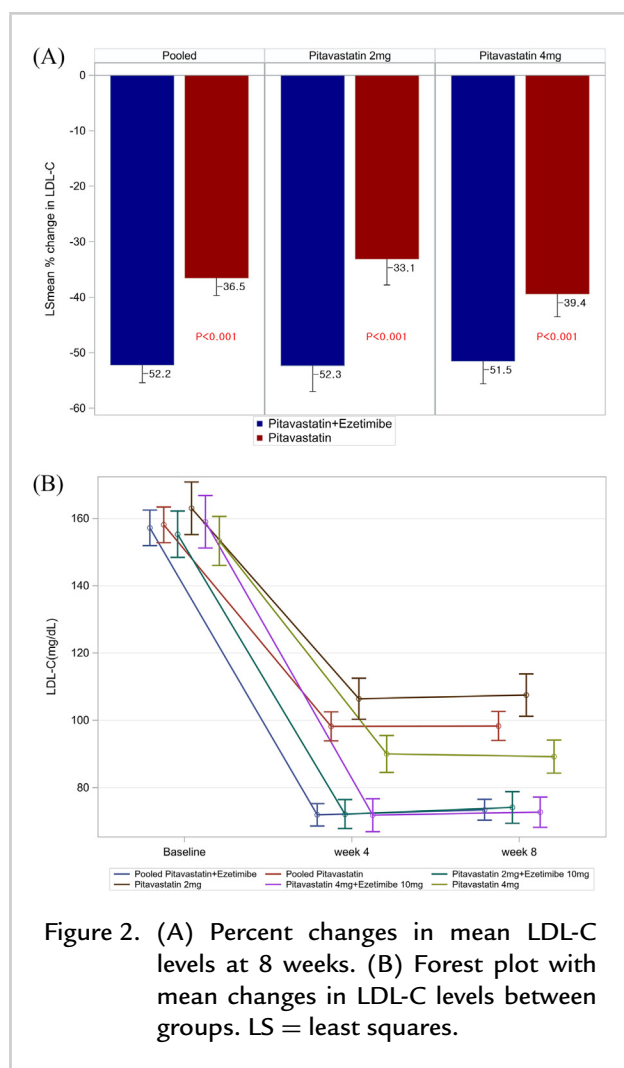 (A)
Pooled
Pitavastatin 2mg
Pitavastatin 4mg
LSmean % change in LDL-C
0
-10
-20
-30
-40
-50
-60
-52.2
-36.5
P<0.001
-52.3
-33.1
P<0.001
-51.5
-39.4
P<0.001
Pitavastatin+Ezetimibe
Pitavastatin
(B)
LDL-C(mg/dL)
160
140
120
100
80
Baseline
week 4
week 8
Pooled Pitavastatin+Ezetimibe
Pooled Pitavastatin
Pitavastatin 2mg+Ezetimibe 10mg
Pitavastatin 2mg
Pitavastatin 4mg+Ezetimibe 10mg
Pitavastatin 4mg
Figure 2. (A) Percent changes in mean LDL-C
levels at 8 weeks. (B) Forest plot with
mean changes in LDL-C levels between
groups. LS = least squares.